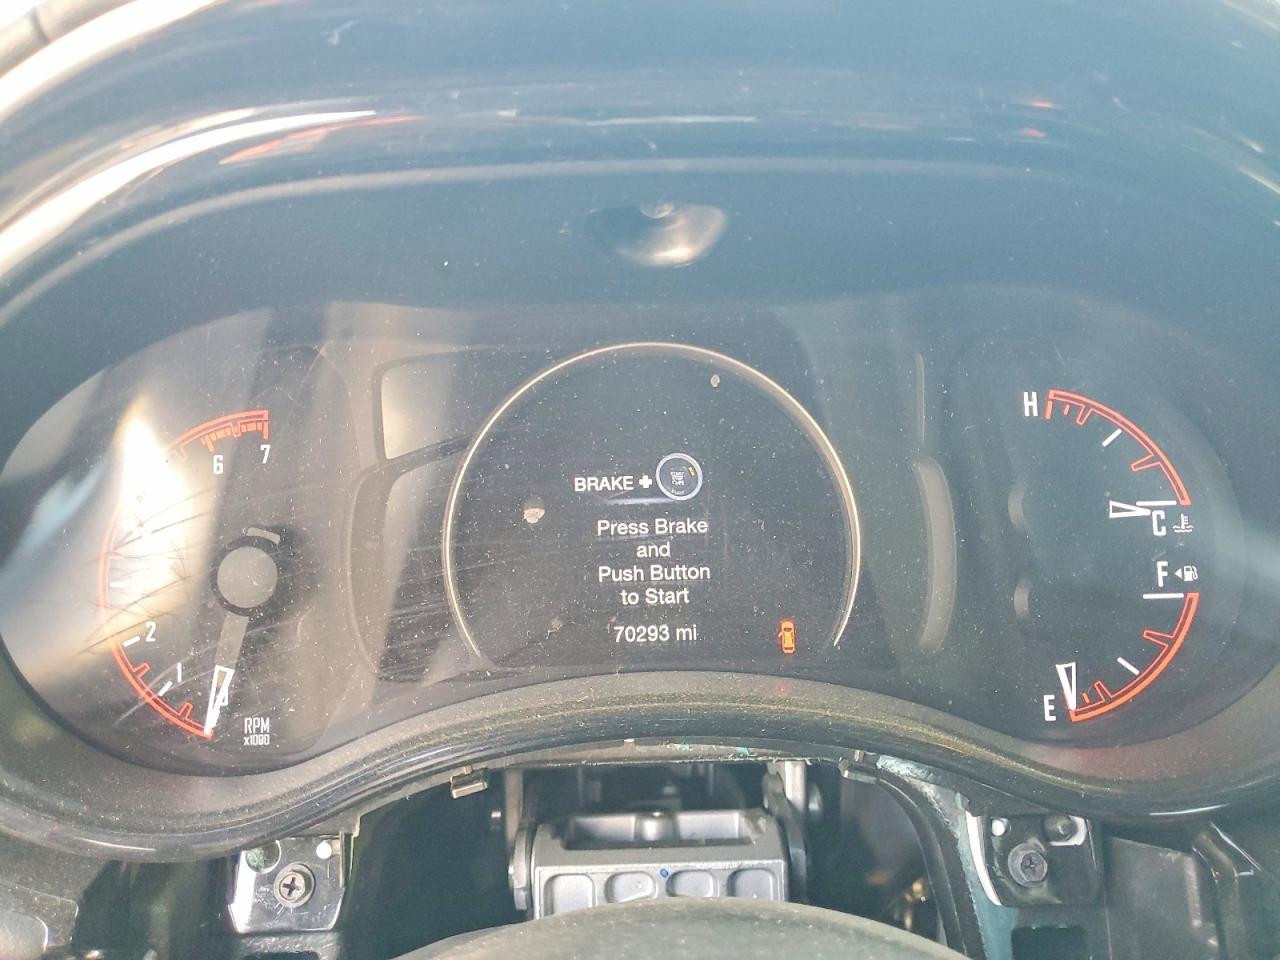 6
7
2
1
RPM
x1000
BRAKE +
Press Brake
and
Push Button
to Start
70293 mi
H
C
F
E